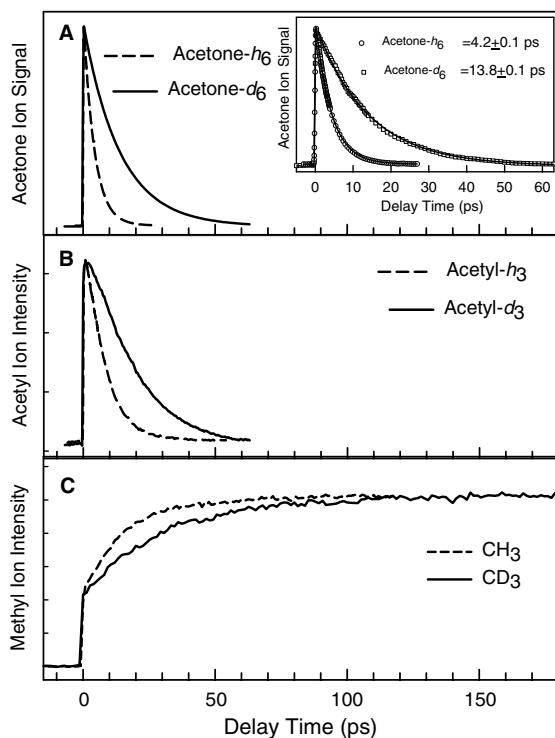 A
Acetone-h6
Acetone-d6
Acetone Ion Signal
Acetone-h6 =4.2±0.1 ps
Acetone-d6 =13.8±0.1 ps
Acetone Ion Signal
0 10 20 30 40 50 60
Delay Time (ps)
B
Acetyl-h3
Acetyl-d3
Acetyl Ion Intensity
C
CH3
CD3
Methyl Ion Intensity
0 50 100 150
Delay Time (ps)